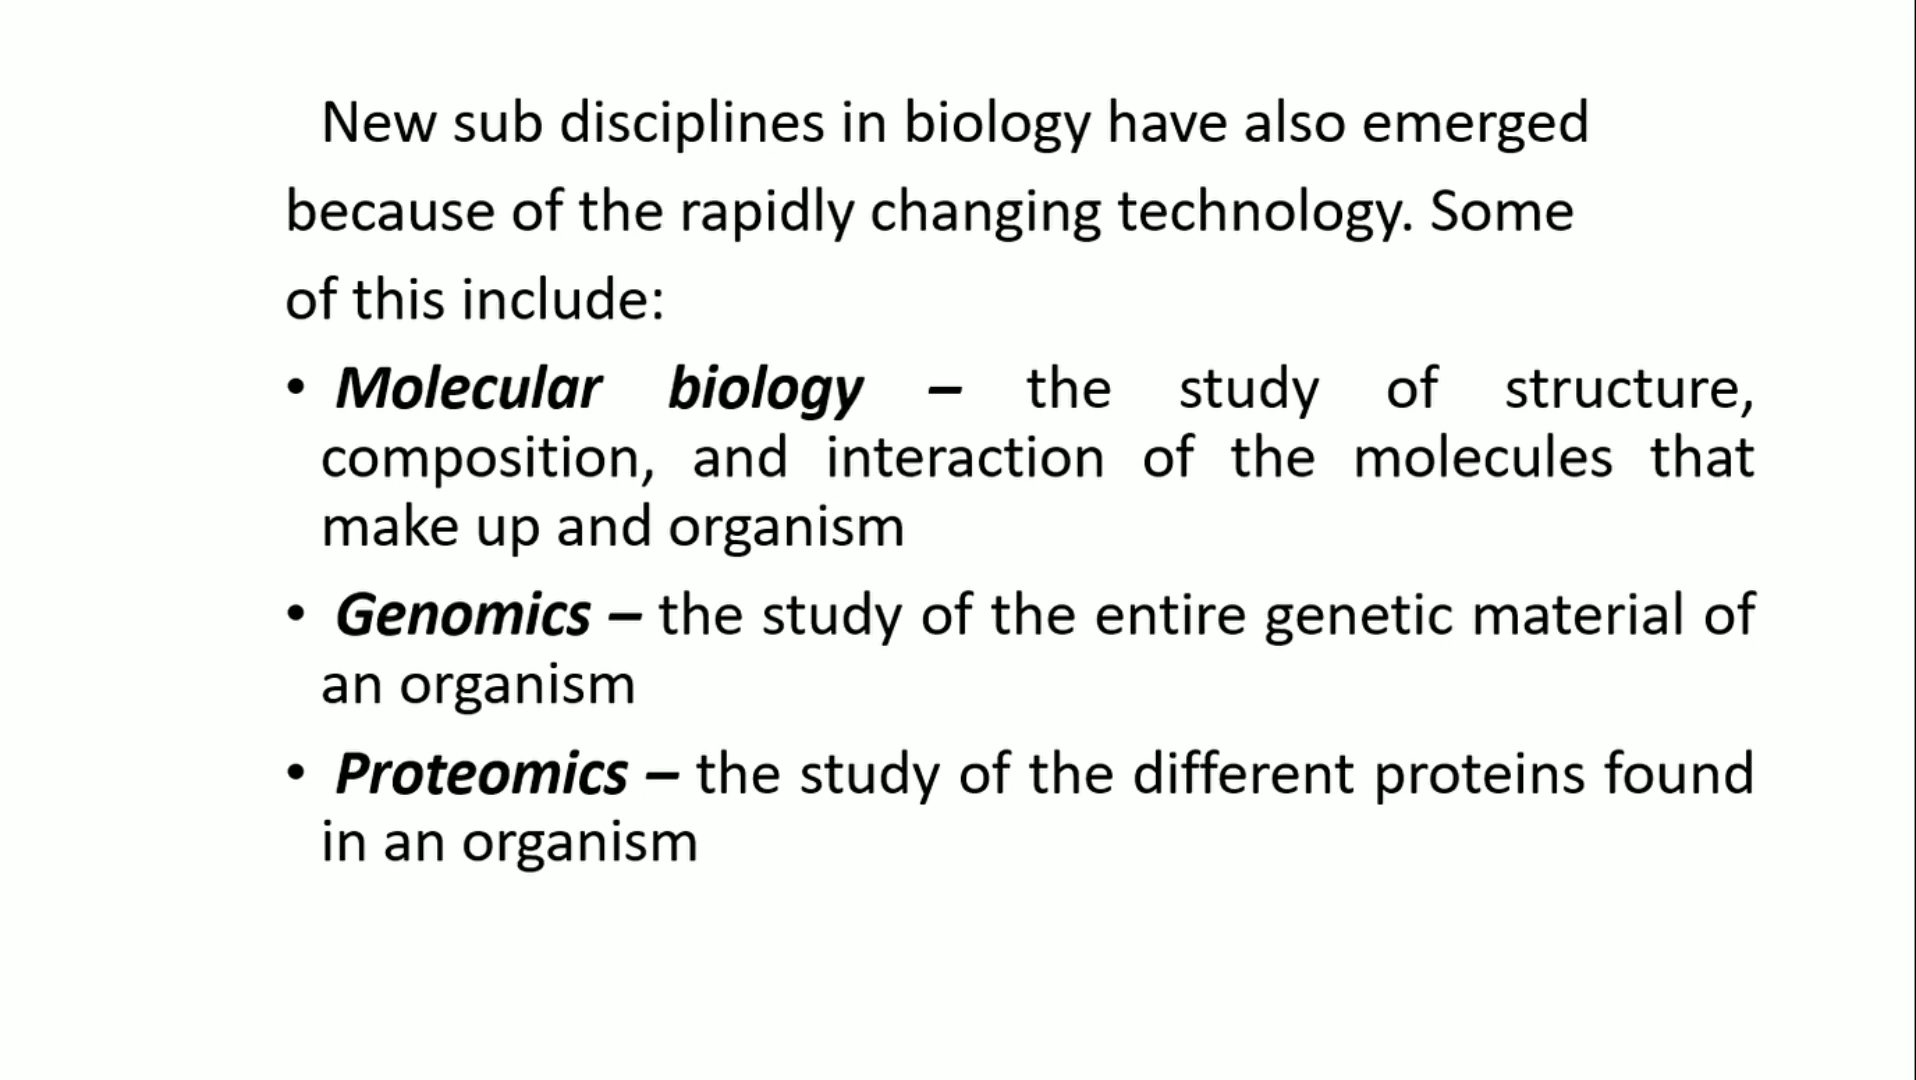 New sub disciplines in biology have also emerged
because of the rapidly changing technology. Some
of this include:
• Molecular biology – the study of structure,
composition, and interaction of the molecules that
make up and organism
• Genomics – the study of the entire genetic material of
an organism
• Proteomics – the study of the different proteins found
in an organism